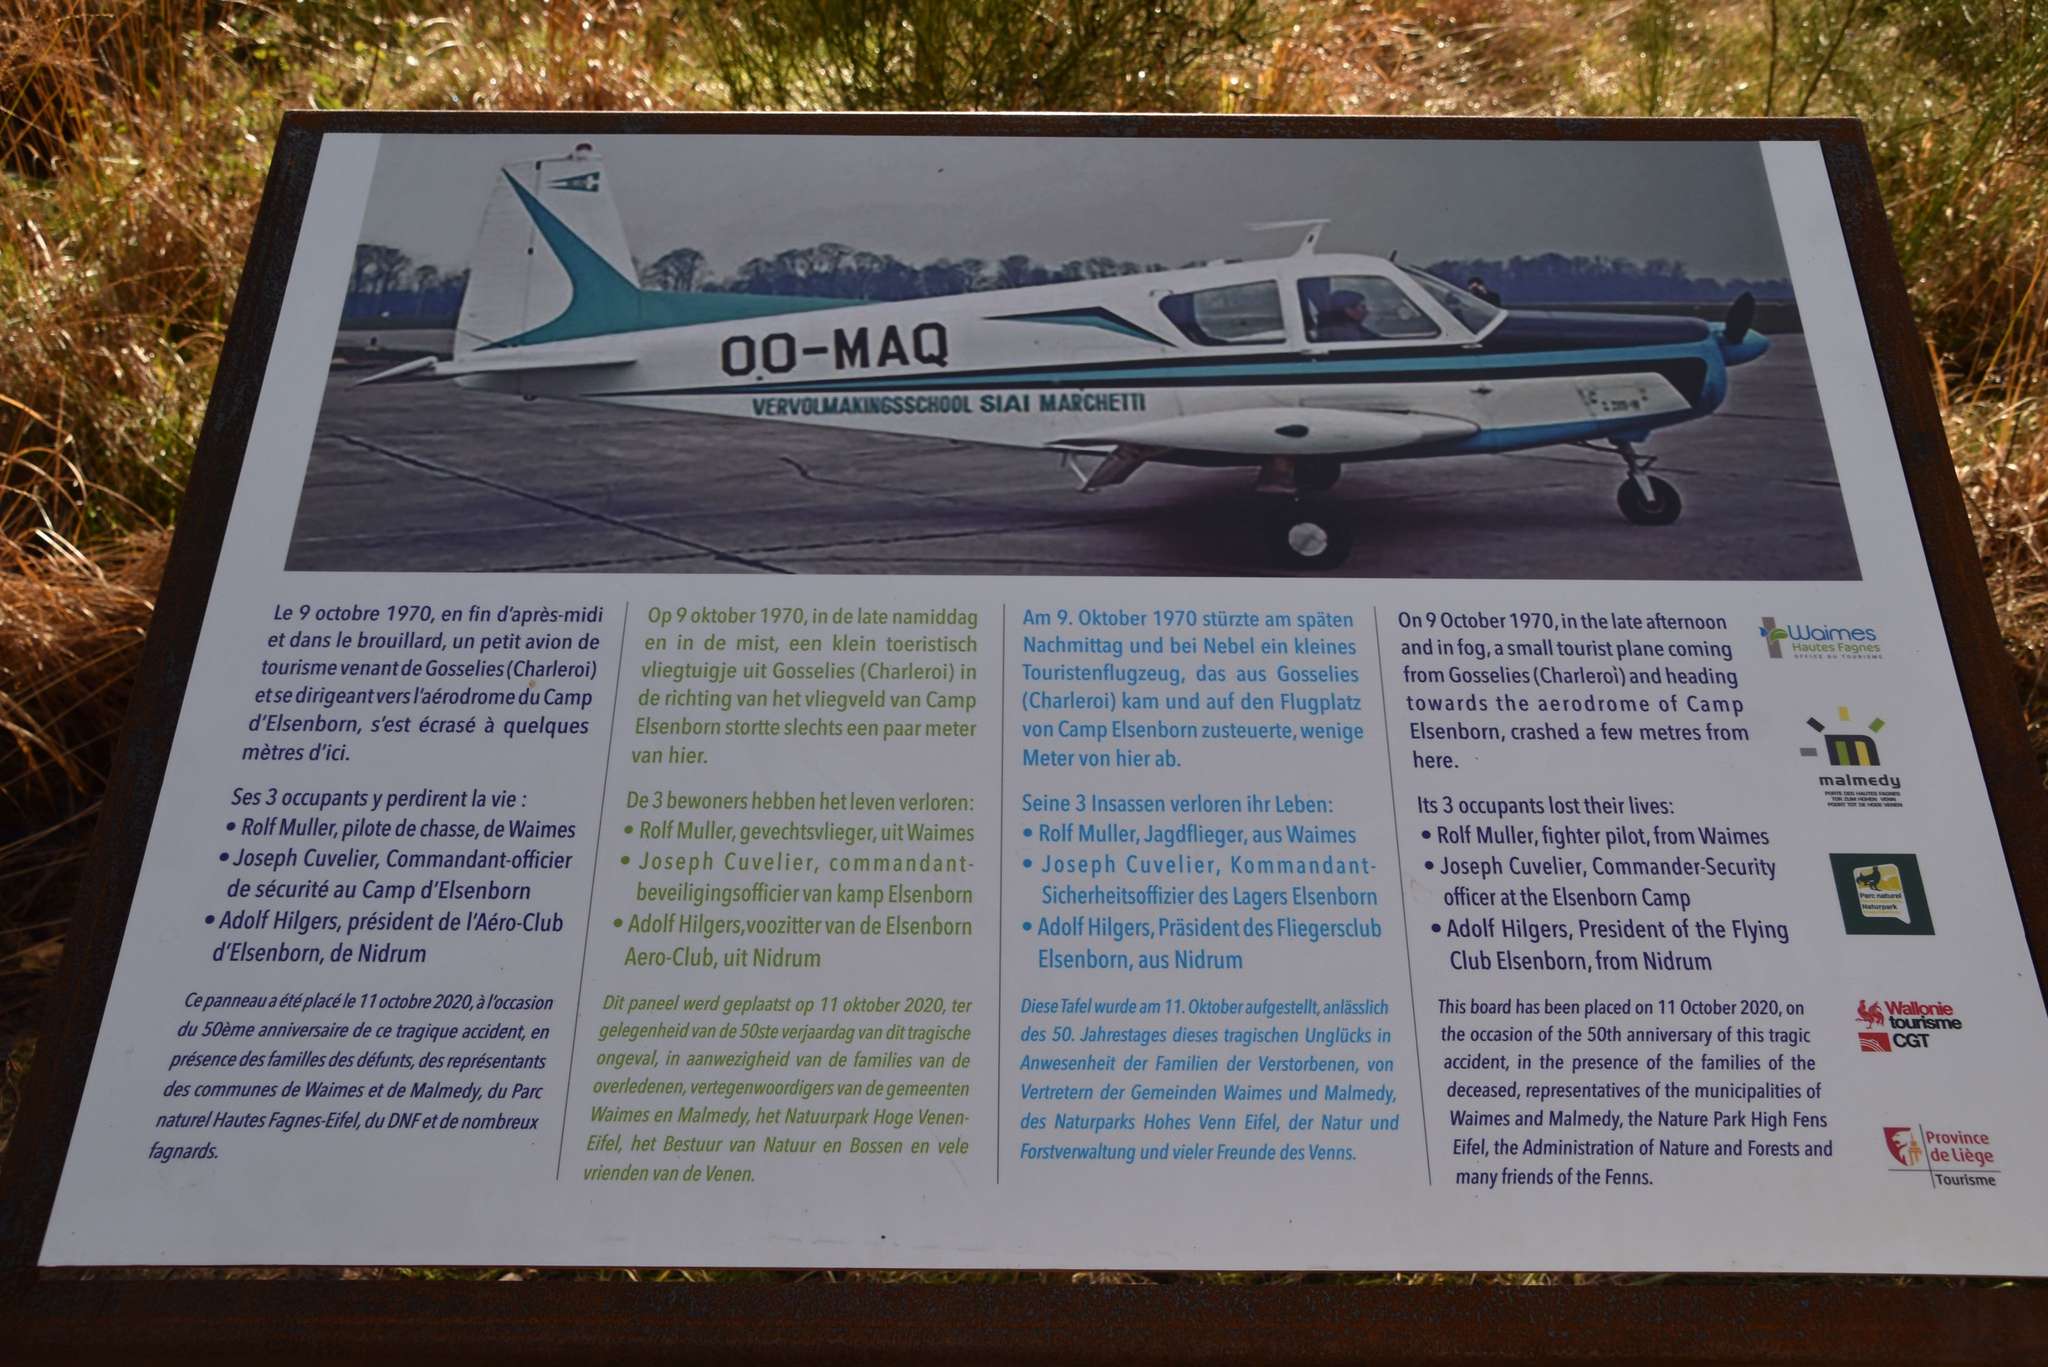 OO-MAQ
VERVOLMAKINGSSCHOOL SIAI MARCHETTI
Le 9 octobre 1970, en fin d'après-midi
et dans le brouillard, un petit avion de
tourisme venant de Gosselies (Charleroi)
et se dirigeant vers l'aérodrome du Camp
d'Elsenborn, s'est écrasé à quelques
mètres d'ici.
Ses 3 occupants y perdirent la vie :
• Rolf Muller, pilote de chasse, de Waimes
• Joseph Cuvelier, Commandant-officier
de sécurité au Camp d'Elsenborn
• Adolf Hilgers, président de l'Aéro-Club
d'Elsenborn, de Nidrum
Ce panneau a été placé le 11 octobre 2020, à l'occasion
du 50ème anniversaire de ce tragique accident, en
présence des familles des défunts, des représentants
des communes de Waimes et de Malmedy, du Parc
naturel Hautes Fagnes-Eifel, du DNF et de nombreux
fagnards.
Op 9 oktober 1970, in de late namiddag
en in de mist, een klein toeristisch
vliegtuigje uit Gosselies (Charleroi) in
de richting van het vliegveld van Camp
Elsenborn stortte slechts een paar meter
van hier.
De 3 bewoners hebben het leven verloren:
• Rolf Muller, gevechtsvlieger, uit Waimes
• Joseph Cuvelier, commandant-
beveiligingsofficier van kamp Elsenborn
• Adolf Hilgers, voozitter van de Elsenborn
Aero-Club, uit Nidrum
Dit paneel werd geplaatst op 11 oktober 2020, ter
gelegenheid van de 50ste verjaardag van dit tragische
ongeval, in aanwezigheid van de families van de
overledenen, vertegenwoordigers van de gemeenten
Waimes en Malmedy, het Natuurpark Hoge Venen-
Eifel, het Bestuur van Natuur en Bossen en vele
vrienden van de Venen.
Am 9. Oktober 1970 stürzte am späten
Nachmittag und bei Nebel ein kleines
Touristenflugzeug, das aus Gosselies
(Charleroi) kam und auf den Flugplatz
von Camp Elsenborn zusteuerte, wenige
Meter von hier ab.
Seine 3 Insassen verloren ihr Leben:
• Rolf Muller, Jagdflieger, aus Waimes
• Joseph Cuvelier, Kommandant-
Sicherheitsoffizier des Lagers Elsenborn
• Adolf Hilgers, Präsident des Fliegersclub
Elsenborn, aus Nidrum
Diese Tafel wurde am 11. Oktober aufgestellt, anlässlich
des 50. Jahrestages dieses tragischen Unglücks in
Anwesenheit der Familien der Verstorbenen, von
Vertretern der Gemeinden Waimes und Malmedy,
des Naturparks Hohes Venn Eifel, der Natur und
Forstverwaltung und vieler Freunde des Venns.
On 9 October 1970, in the late afternoon
and in fog, a small tourist plane coming
from Gosselies (Charleroi) and heading
towards the aerodrome of Camp
Elsenborn, crashed a few metres from
here.
Its 3 occupants lost their lives:
• Rolf Muller, fighter pilot, from Waimes
• Joseph Cuvelier, Commander-Security
officer at the Elsenborn Camp
• Adolf Hilgers, President of the Flying
Club Elsenborn, from Nidrum
This board has been placed on 11 October 2020, on
the occasion of the 50th anniversary of this tragic
accident, in the presence of the families of the
deceased, representatives of the municipalities of
Waimes and Malmedy, the Nature Park High Fens
Eifel, the Administration of Nature and Forests and
many friends of the Fenns.
Waimes
Hautes Fagnes
OFFICE DU TOURISME
m
malmedy
PORTE DES HAUTES FAGNES
TOR ZUM HOHEN VENN
POORT TOT DE HOGE VENEN
Parc naturel
Naturpark
Wallonie
tourisme
CGT
Province
de Liège
Tourisme